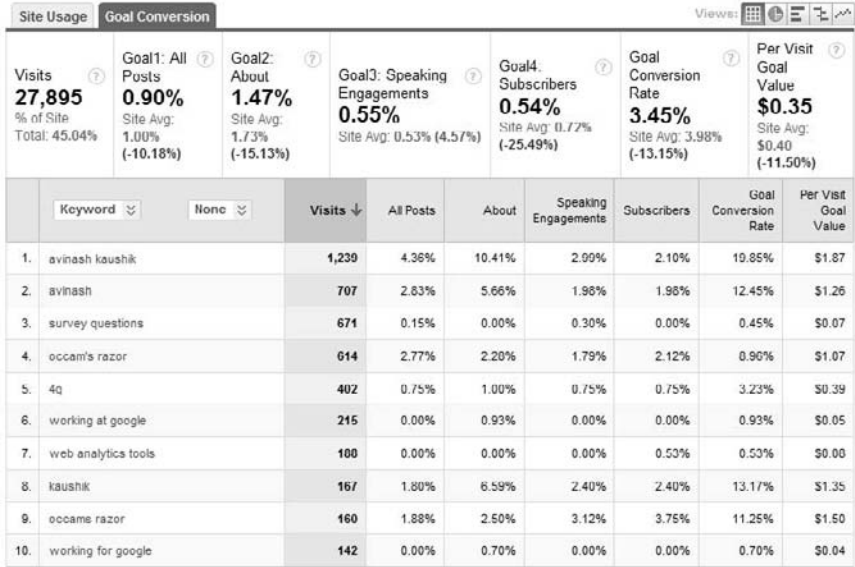 Site Usage Goal Conversion Views:
Visits
27,895
% of Site
Total: 45.04%
Goal1: All
Posts
0.90%
Site Avg:
1.00%
(-10.18%)
Goal2:
About
1.47%
Site Avg:
1.73%
(-15.13%)
Goal3: Speaking
Engagements
0.55%
Site Avg: 0.53% (4.57%)
Goal4:
Subscribers
0.54%
Site Avg: 0.72%
(-25.49%)
Goal
Conversion
Rate
3.45%
Site Avg: 3.98%
(-13.15%)
Per Visit
Goal
Value
$0.35
Site Avg:
$0.40
(-11.50%)
Keyword None Visits All Posts About Speaking Engagements Subscribers Goal Conversion Rate Per Visit Goal Value
1. avinash kaushik 1,239 4.36% 10.41% 2.99% 2.10% 19.85% $1.87
2. avinash 707 2.83% 5.66% 1.98% 1.98% 12.45% $1.26
3. survey questions 671 0.15% 0.00% 0.30% 0.00% 0.45% $0.07
4. occam's razor 614 2.77% 2.28% 1.79% 2.12% 8.96% $1.07
5. 4q 402 0.75% 1.00% 0.75% 0.75% 3.23% $0.39
6. working at google 215 0.00% 0.93% 0.00% 0.00% 0.93% $0.05
7. web analytics tools 188 0.00% 0.00% 0.00% 0.53% 0.53% $0.08
8. kaushik 167 1.80% 6.59% 2.40% 2.40% 13.17% $1.35
9. occams razor 160 1.88% 2.50% 3.12% 3.75% 11.25% $1.50
10. working for google 142 0.00% 0.70% 0.00% 0.00% 0.70% $0.04